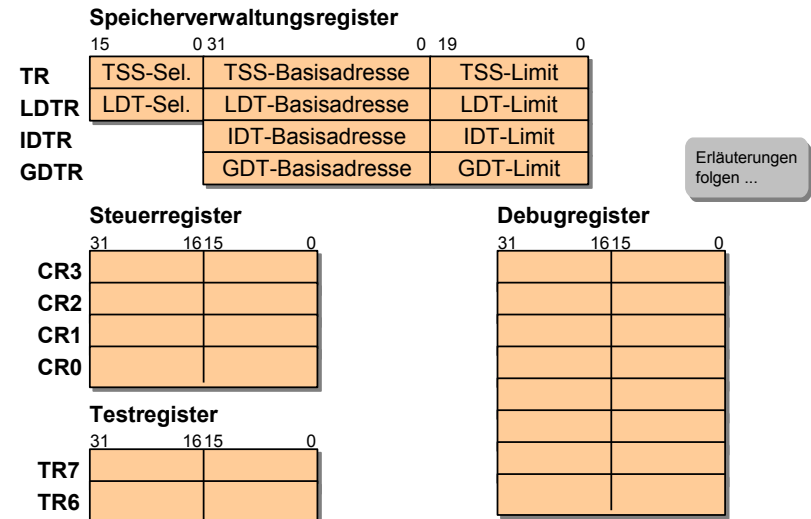 Speicherverwaltungsregister
15 0 31 0 19 0
TR TSS-Sel. TSS-Basisadresse TSS-Limit
LDTR LDT-Sel. LDT-Basisadresse LDT-Limit
IDTR IDT-Basisadresse IDT-Limit
GDTR GDT-Basisadresse GDT-Limit
Erläuterungen
folgen ...
Steuerregister
31 16 15 0
CR3
CR2
CR1
CR0
Debugregister
31 16 15 0
Testregister
31 16 15 0
TR7
TR6